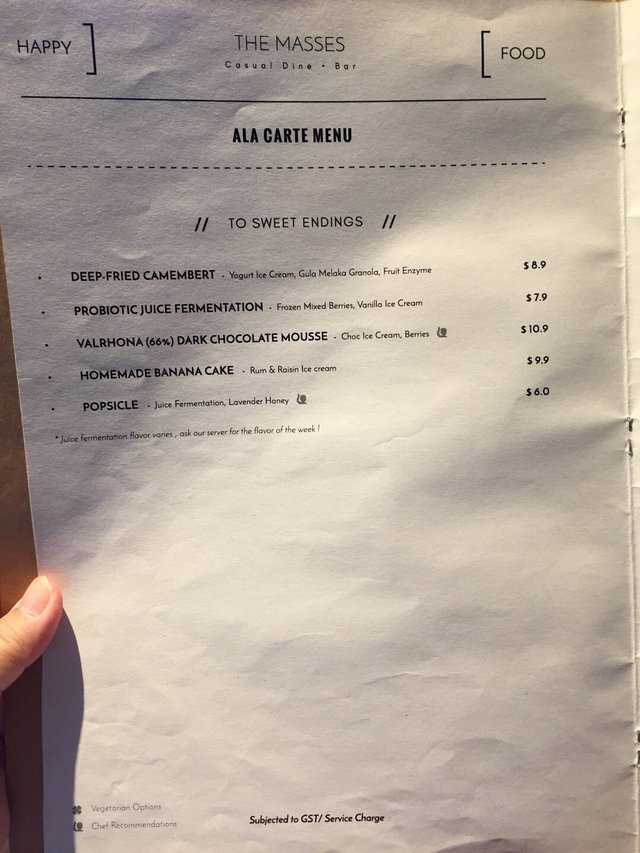 HAPPY
THE MASSES
Casual Dine • Bar
FOOD
ALA CARTE MENU
// TO SWEET ENDINGS //
• DEEP-FRIED CAMEMBERT - Yogurt Ice Cream, Gula Melaka Granola, Fruit Enzyme $ 8.9
• PROBIOTIC JUICE FERMENTATION - Frozen Mixed Berries, Vanilla Ice Cream $ 7.9
• VALRHONA (66%) DARK CHOCOLATE MOUSSE - Choc Ice Cream, Berries $ 10.9
• HOMEMADE BANANA CAKE - Rum & Raisin Ice cream $ 9.9
• POPSICLE - Juice Fermentation, Lavender Honey $ 6.0
* Juice fermentation flavor varies , ask our server for the flavor of the week !
Vegetarian Options
Chef Recommendations
Subjected to GST/ Service Charge